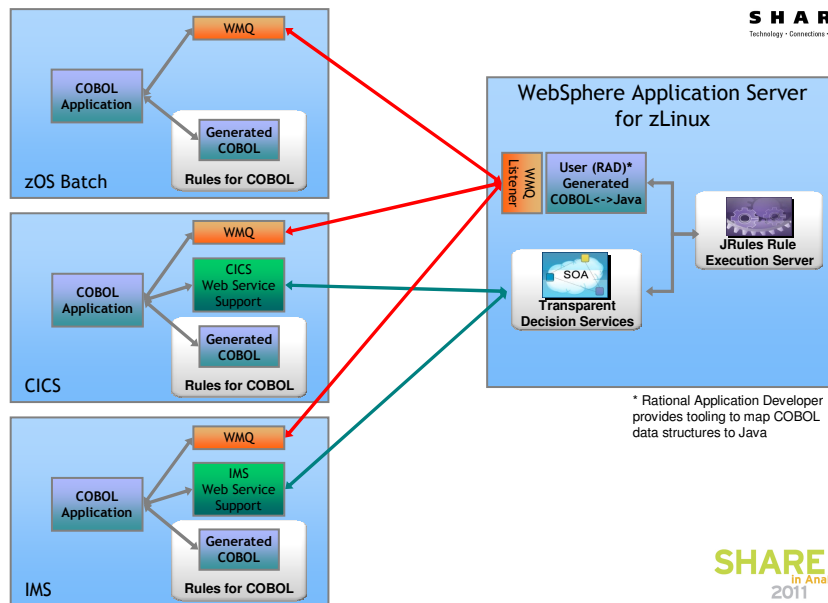 S H A R
Technology · Connections ·
WMQ
COBOL
Application
Generated
COBOL
Rules for COBOL
zOS Batch
WMQ
CICS
Web Service
Support
COBOL
Application
Generated
COBOL
Rules for COBOL
CICS
WMQ
IMS
Web Service
Support
COBOL
Application
Generated
COBOL
Rules for COBOL
IMS
WebSphere Application Server
for zLinux
WMQ
Listener
User (RAD)*
Generated
COBOL<->Java
JRules Rule
Execution Server
SOA
Transparent
Decision Services
* Rational Application Developer
provides tooling to map COBOL
data structures to Java
SHARE
in Ana
2011